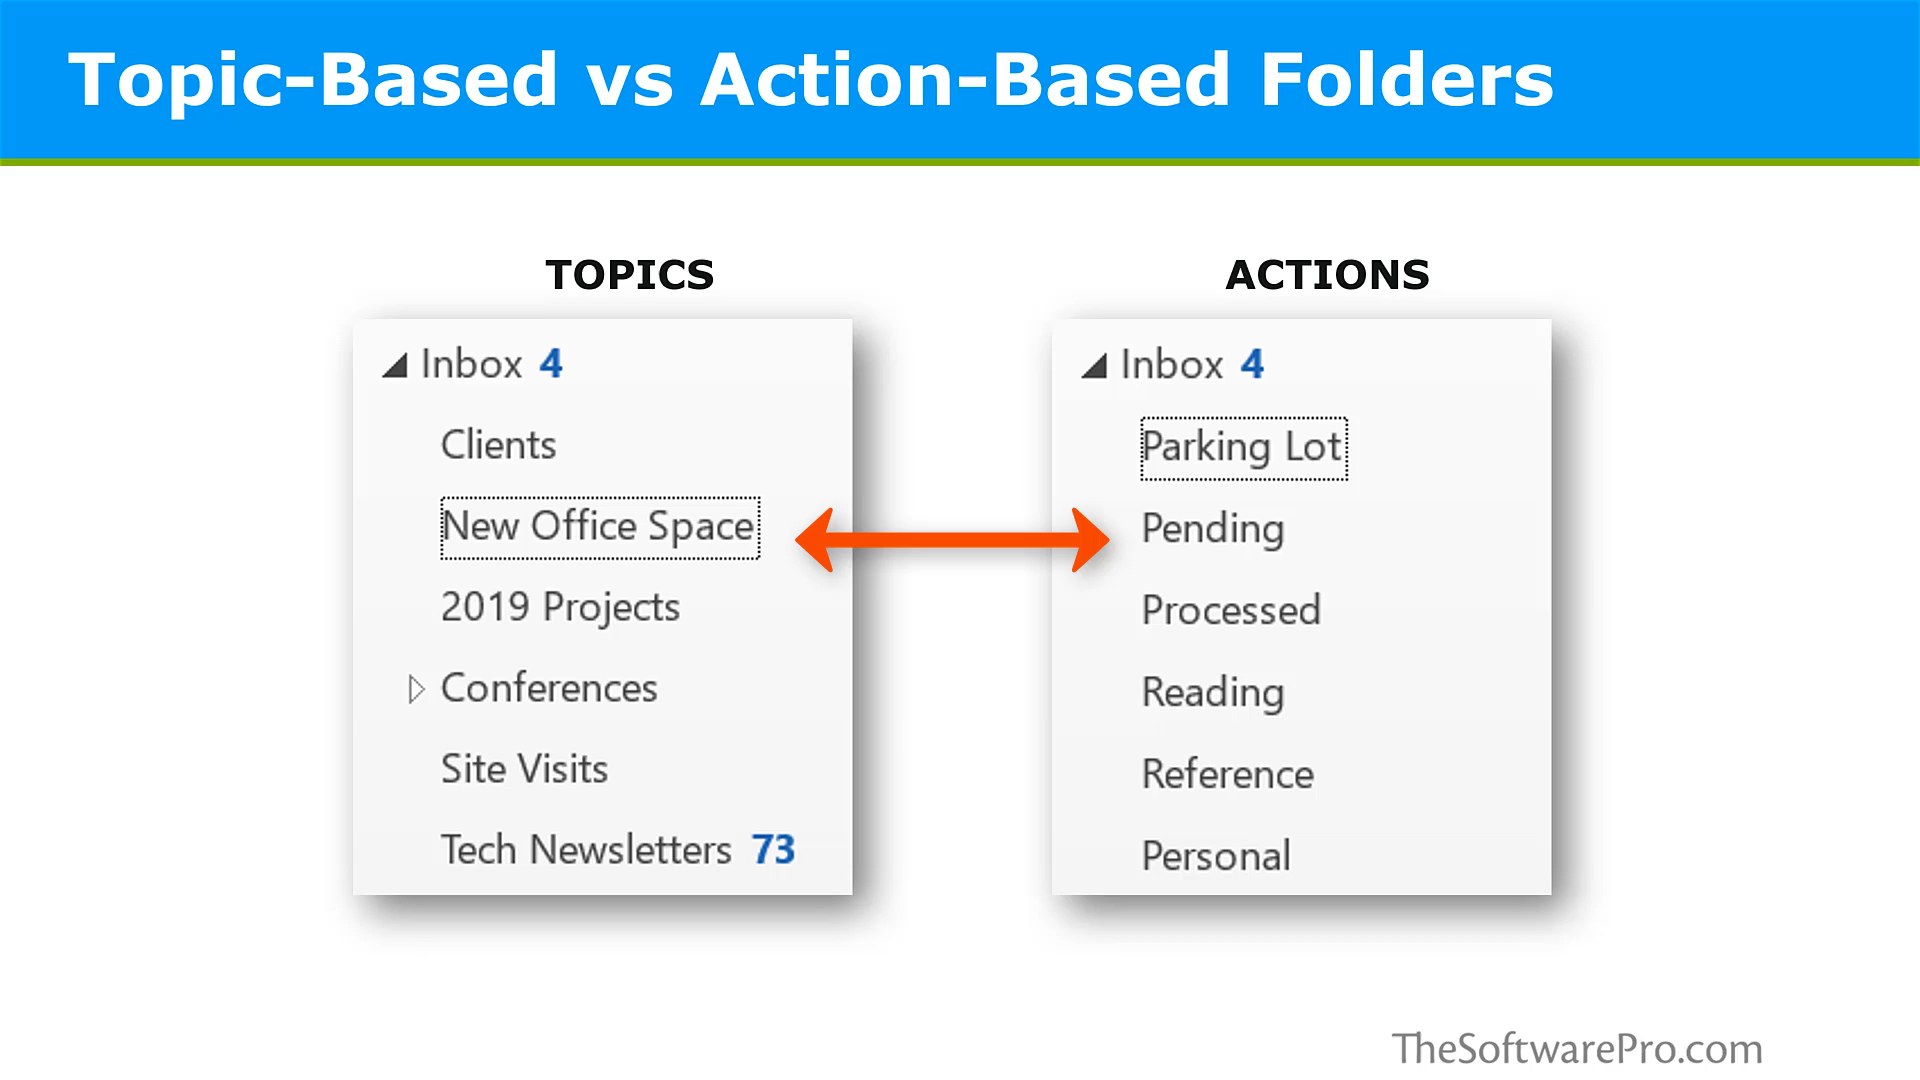 Topic-Based vs Action-Based Folders
TOPICS
Inbox 4
Clients
New Office Space
2019 Projects
Conferences
Site Visits
Tech Newsletters 73
ACTIONS
Inbox 4
Parking Lot
Pending
Processed
Reading
Reference
Personal
TheSoftwarePro.com